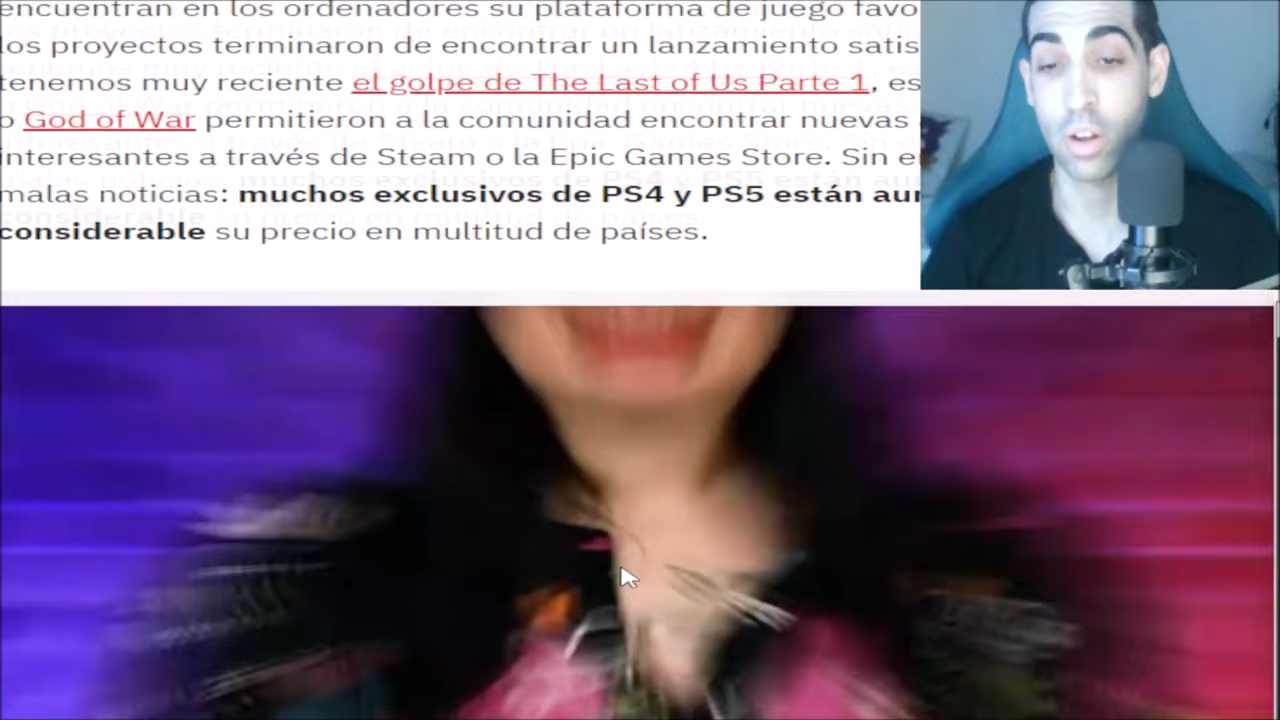 encuentran en los ordenadores su plataforma de juego favo
los proyectos terminaron de encontrar un lanzamiento satis
tenemos muy reciente el golpe de The Last of Us Parte 1, es
o God of War permitieron a la comunidad encontrar nuevas
interesantes a través de Steam o la Epic Games Store. Sin e
malas noticias: muchos exclusivos de PS4 y PS5 están au
considerable su precio en multitud de países.